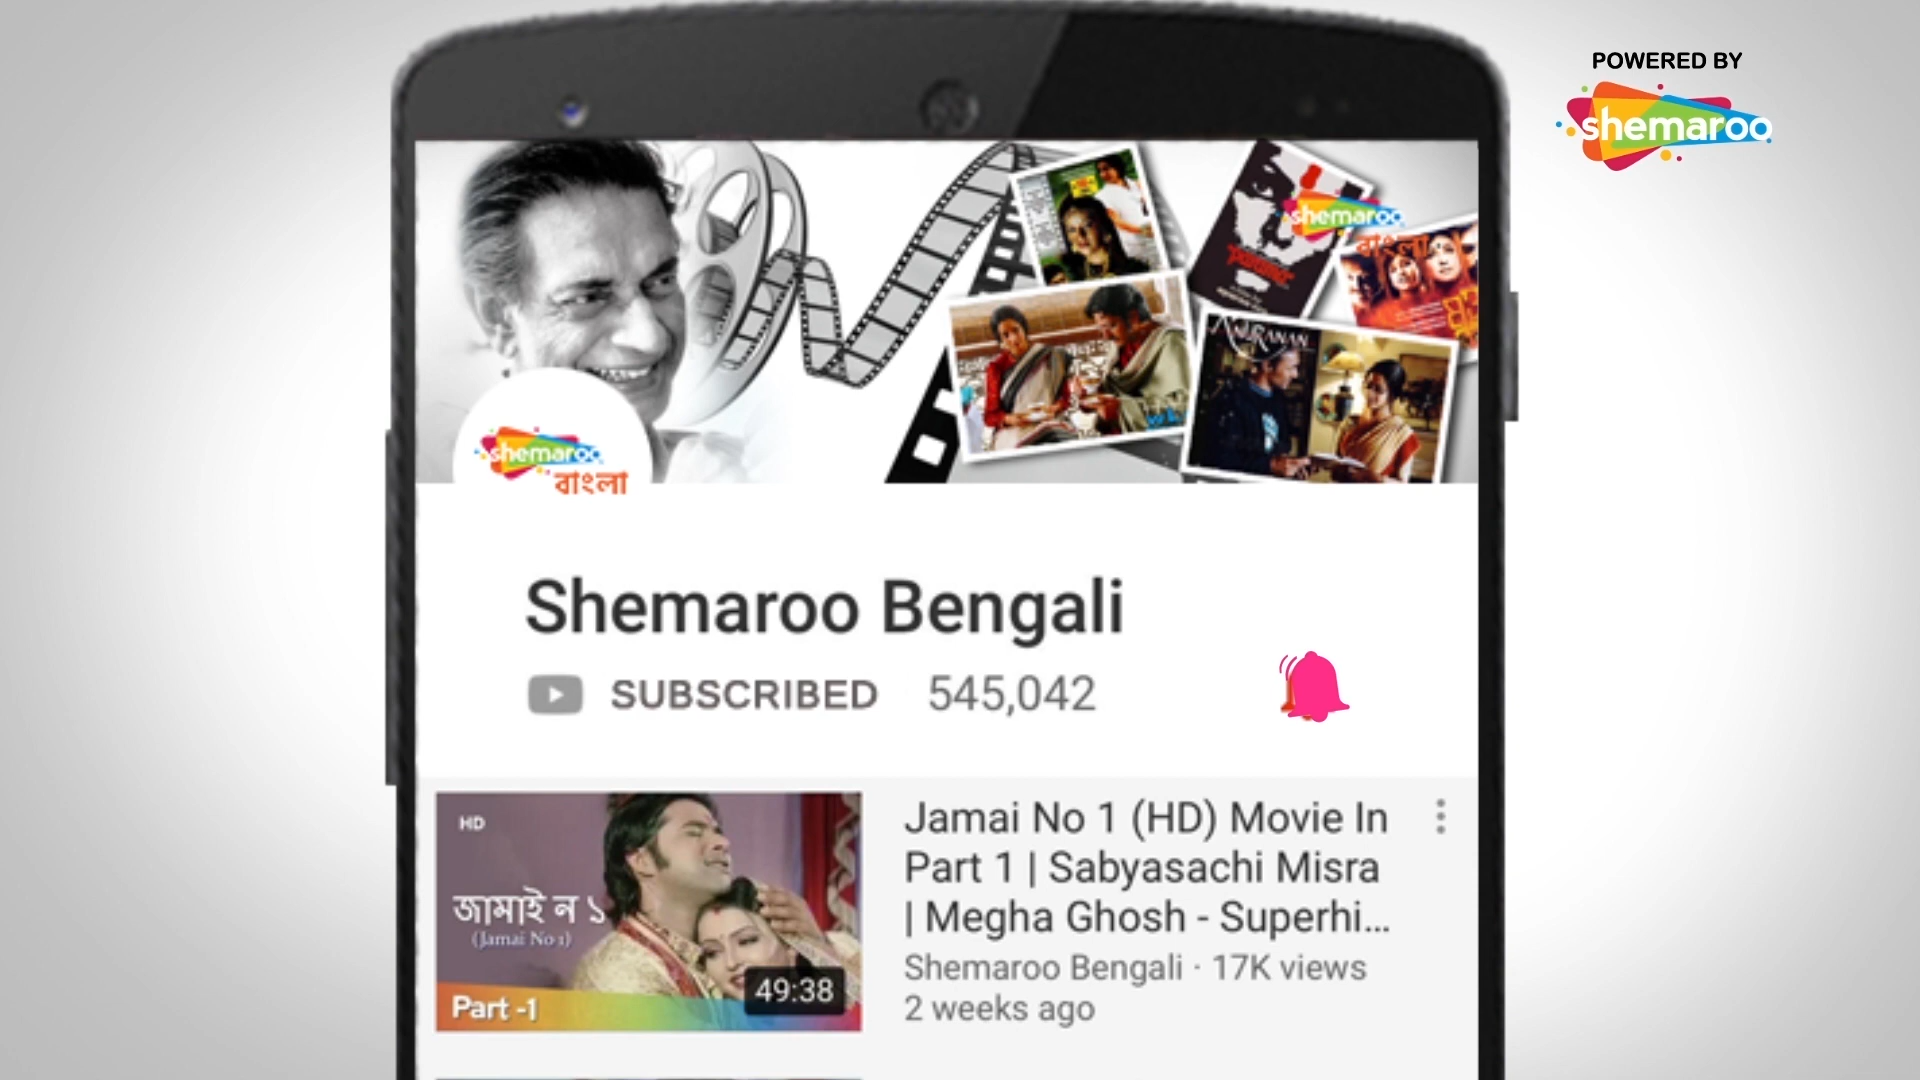 POWERED BY
shemaroo
shemaroo
বাংলা
ANURANAN
shemaroo
বাংলা
Shemaroo Bengali
SUBSCRIBED 545,042
HD
জামাই ন ১
(Jamai No 1)
Part -1
49:38
Jamai No 1 (HD) Movie In
Part 1 | Sabyasachi Misra
| Megha Ghosh - Superhi...
Shemaroo Bengali · 17K views
2 weeks ago